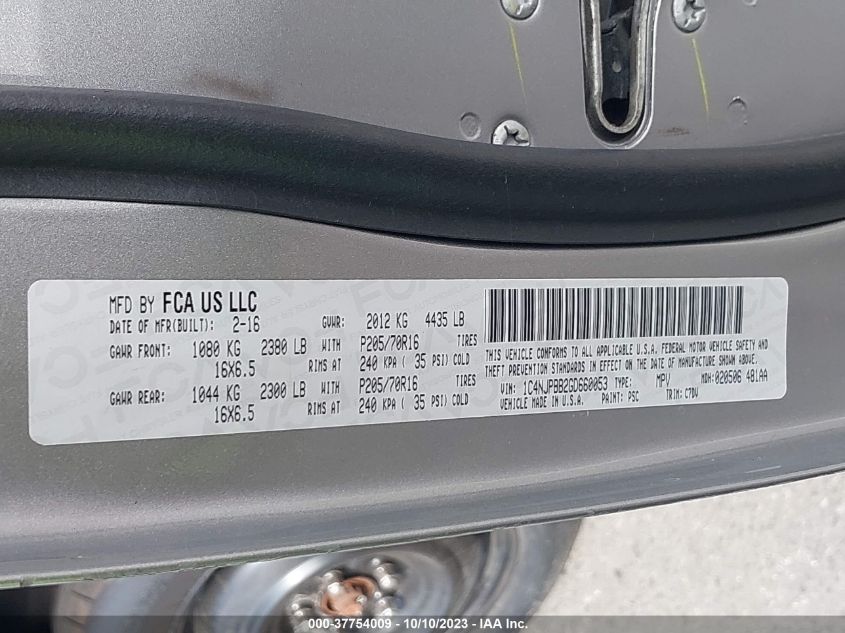 MFD BY FCA US LLC
DATE OF MFR(BUILT): 2-16 GVWR: 2012 KG 4435 LB
GAWR FRONT: 1080 KG 2380 LB WITH P205/70R16 TIRES
16X6.5 RIMS AT 240 KPA ( 35 PSI) COLD
GAWR REAR: 1044 KG 2300 LB WITH P205/70R16 TIRES
16X6.5 RIMS AT 240 KPA ( 35 PSI) COLD
THIS VEHICLE CONFORMS TO ALL APPLICABLE U.S.A. FEDERAL MOTOR VEHICLE SAFETY AND
THEFT PREVENTION STANDARDS IN EFFECT ON THE DATE OF MANUFACTURE SHOWN ABOVE.
VIN: 1C4NJPBB2GD660053 TYPE: MPV MDH: 020506 481AA
VEHICLE MADE IN U.S.A. PAINT: PSC TRIM: C7DV
000-37754009 - 10/10/2023 - IAA Inc.